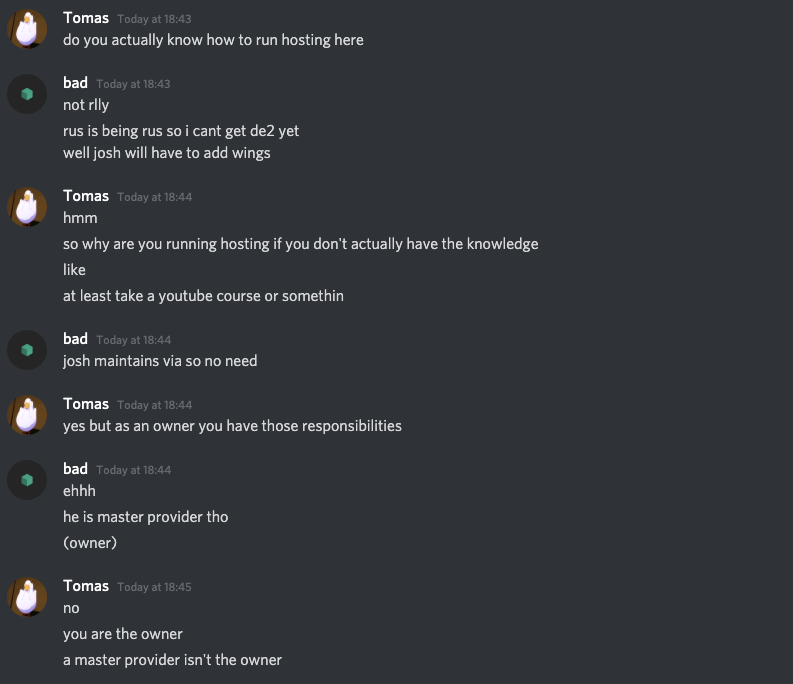 Tomas Today at 18:43
do you actually know how to run hosting here
bad Today at 18:43
not rlly
rus is being rus so i cant get de2 yet
well josh will have to add wings
Tomas Today at 18:44
hmm
so why are you running hosting if you don't actually have the knowledge
like
at least take a youtube course or somethin
bad Today at 18:44
josh maintains via so no need
Tomas Today at 18:44
yes but as an owner you have those responsibilities
bad Today at 18:44
ehhh
he is master provider tho
(owner)
Tomas Today at 18:45
no
you are the owner
a master provider isn't the owner